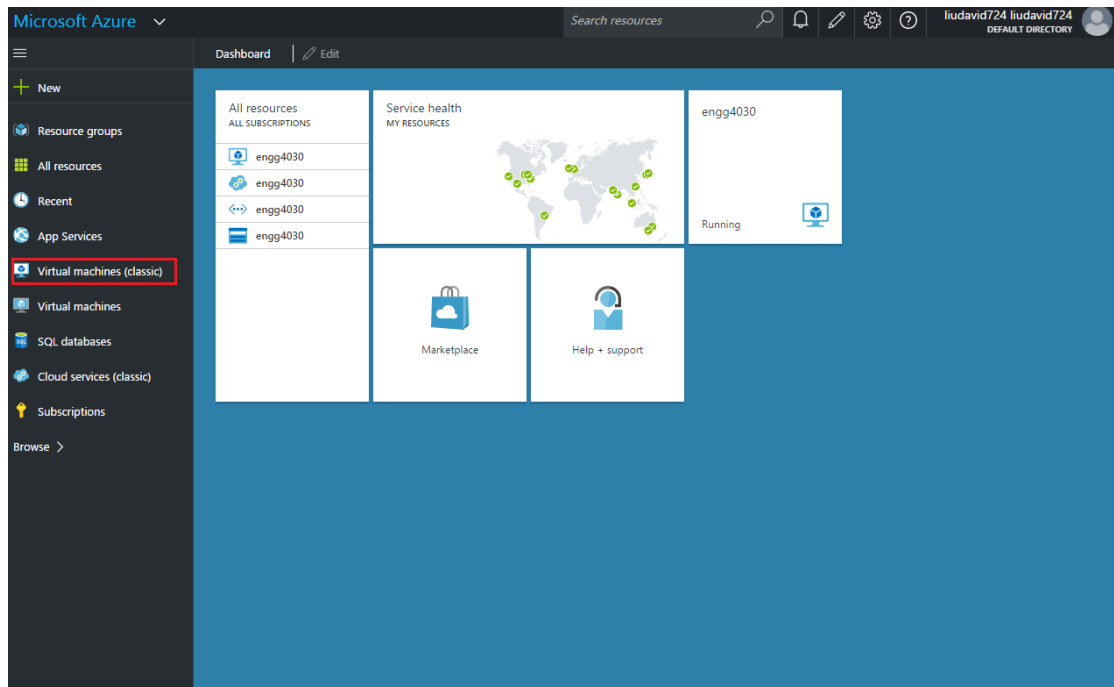 Microsoft Azure
Search resources
liudavid724 liudavid724
DEFAULT DIRECTORY
Dashboard
Edit
New
Resource groups
All resources
Recent
App Services
Virtual machines (classic)
Virtual machines
SQL databases
Cloud services (classic)
Subscriptions
Browse
All resources
ALL SUBSCRIPTIONS
engg4030
engg4030
engg4030
engg4030
Service health
MY RESOURCES
engg4030
Running
Marketplace
Help + support